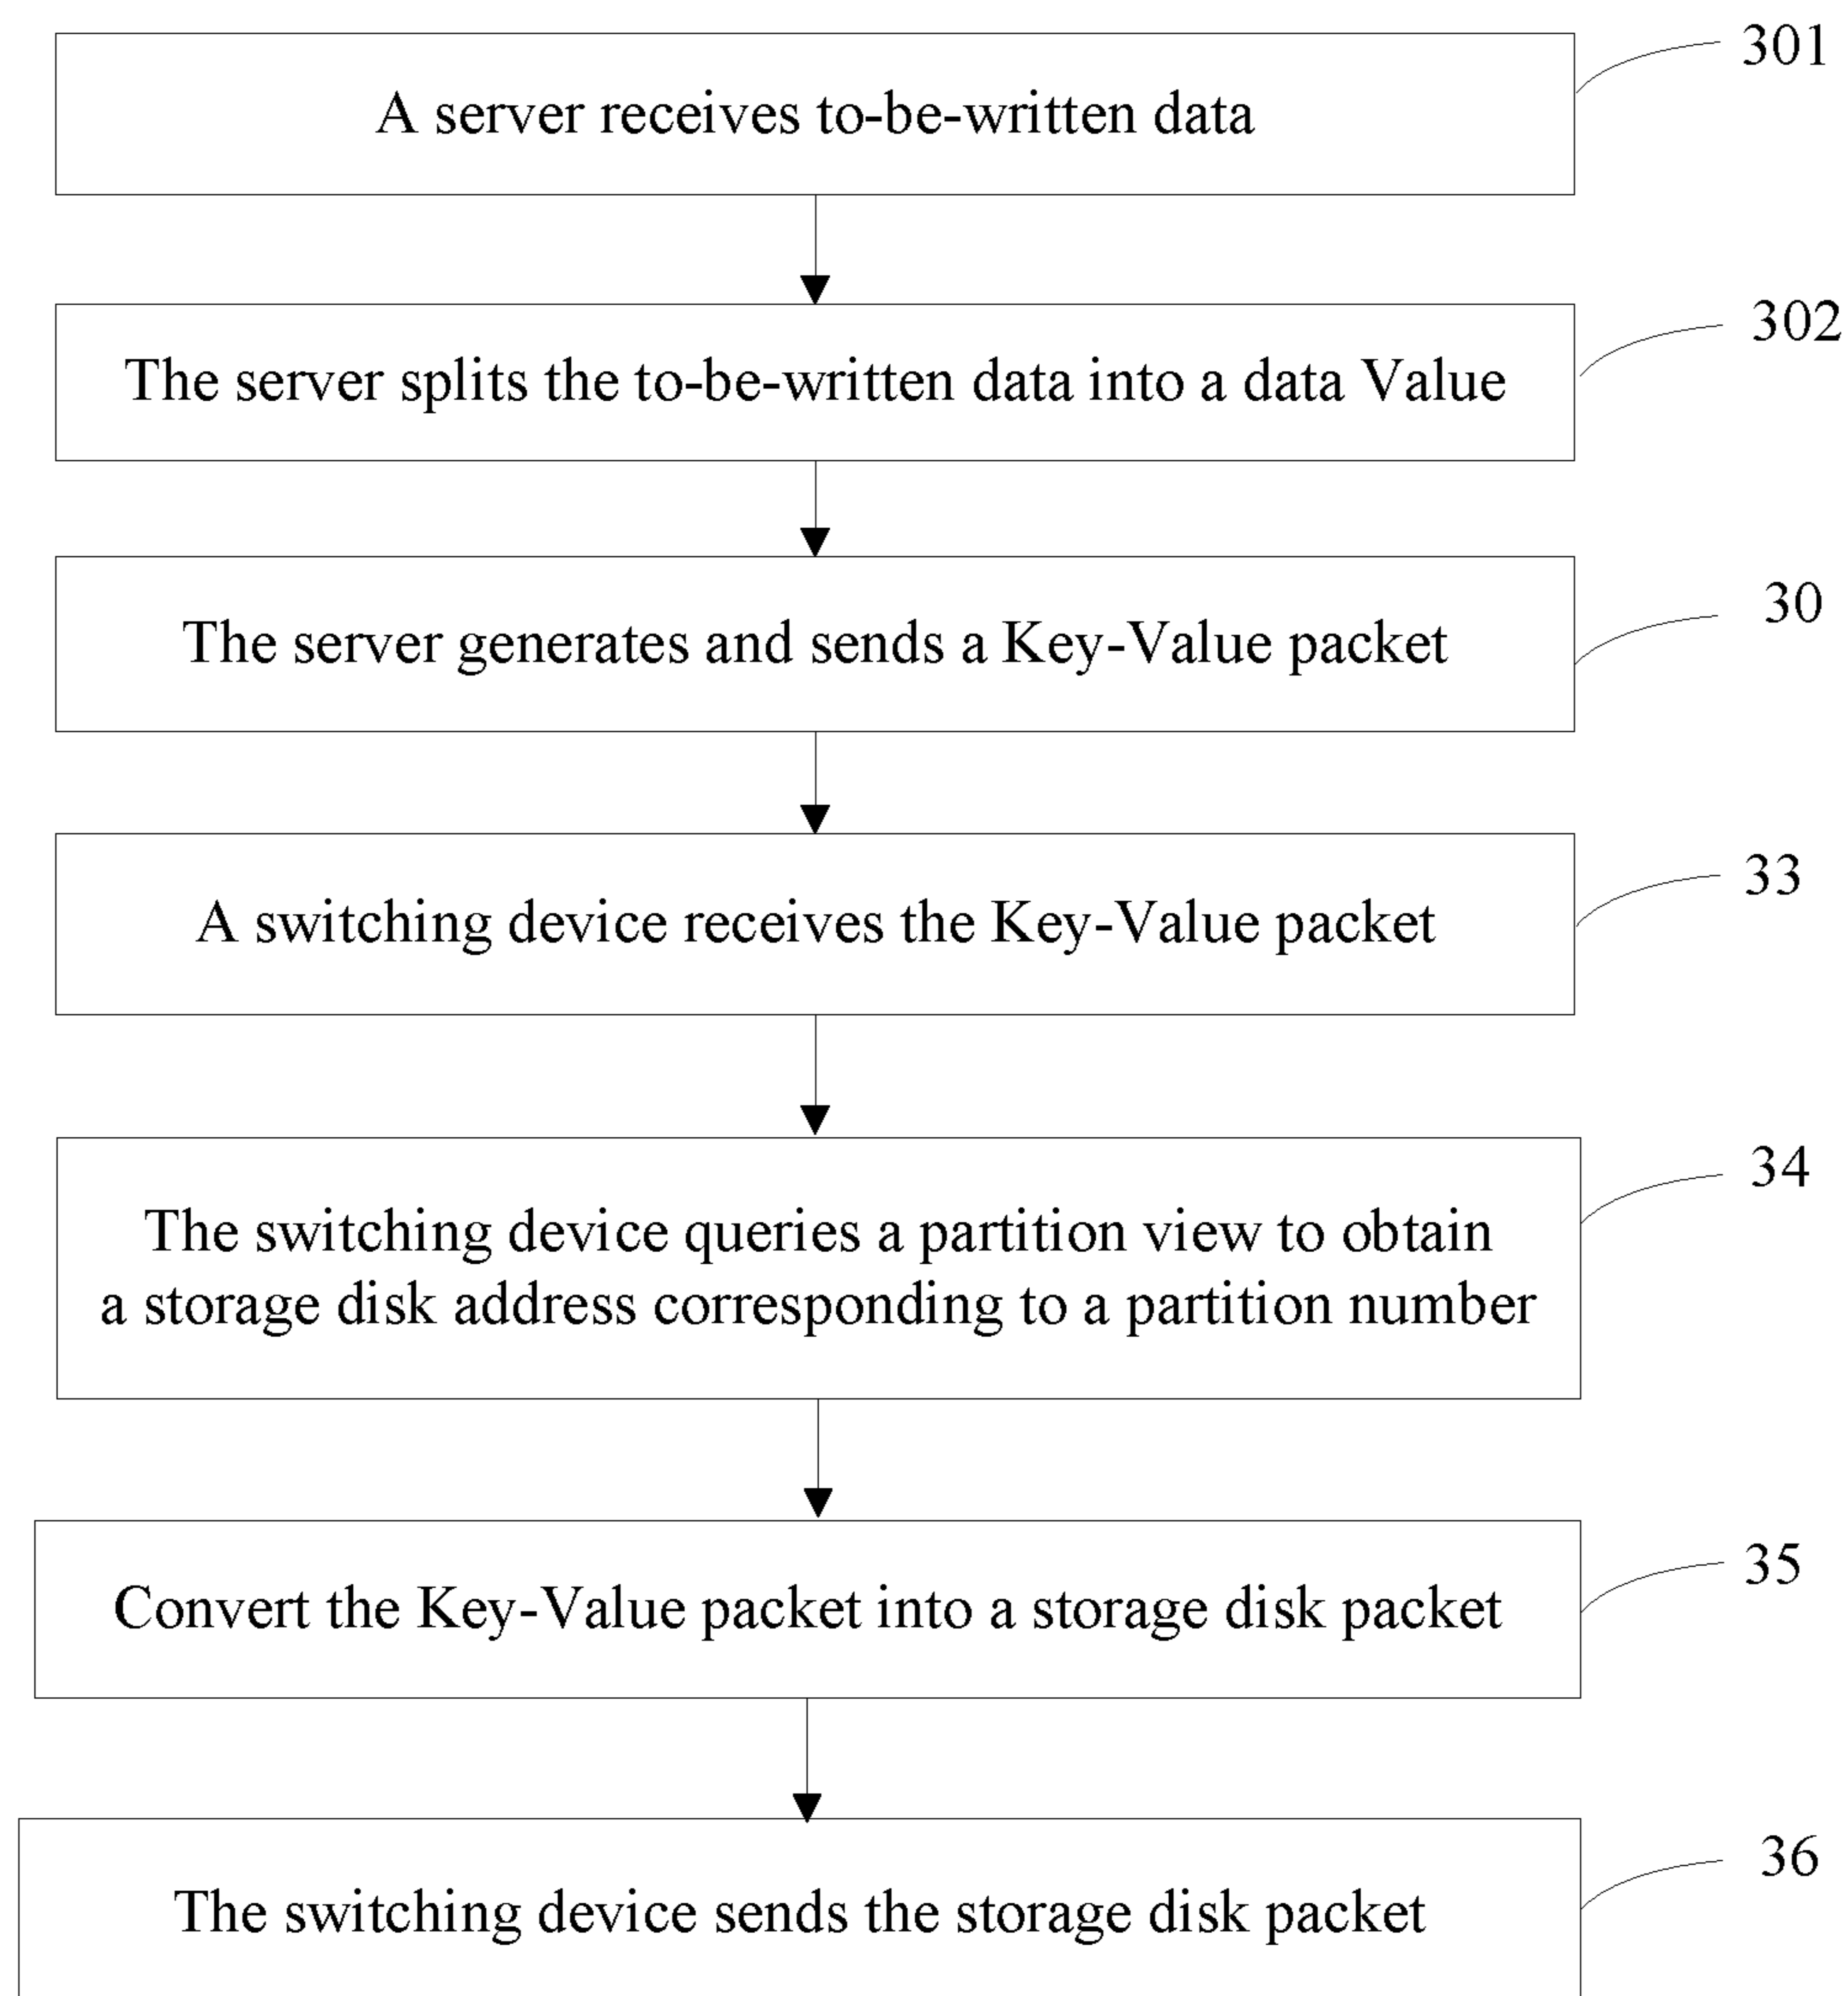 301
A server receives to-be-written data
302
The server splits the to-be-written data into a data Value
30
The server generates and sends a Key-Value packet
33
A switching device receives the Key-Value packet
34
The switching device queries a partition view to obtain
a storage disk address corresponding to a partition number
35
Convert the Key-Value packet into a storage disk packet
36
The switching device sends the storage disk packet